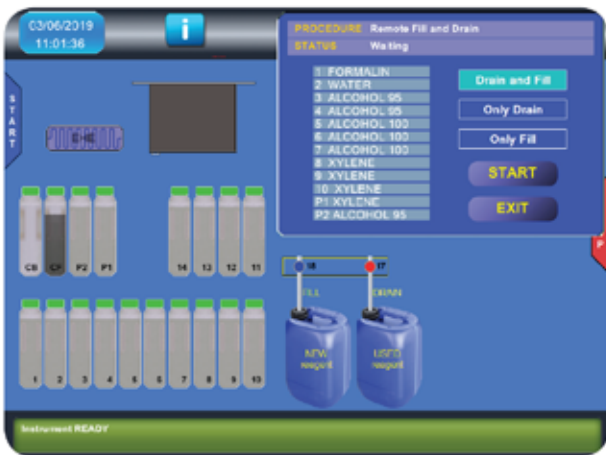 03/06/2019
11:01:36
i
PROCEDURE Remote Fill and Drain
STATUS Waiting
START
1 FORMALIN
2 WATER
3 ALCOHOL 95
4 ALCOHOL 95
5 ALCOHOL 100
6 ALCOHOL 100
7 ALCOHOL 100
8 XYLENE
9 XYLENE
10 XYLENE
P1 XYLENE
P2 ALCOHOL 95
Drain and Fill
Only Drain
Only Fill
START
EXIT
P
CB CF P2 P1 14 13 12 11
18 17
FILL DRAIN
NEW reagent
USED reagent
1 2 3 4 5 6 7 8 9 10
Instrument READY